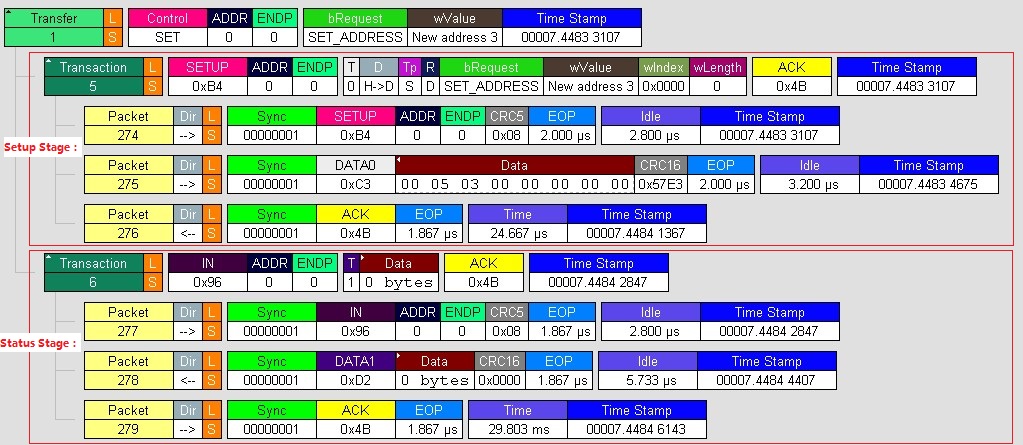 Transfer L Control ADDR ENDP bRequest wValue Time Stamp
1 S SET 0 0 SET_ADDRESS New address 3 00007.4483 3107
Transaction L SETUP ADDR ENDP T D Tp R bRequest wValue wIndex wLength ACK Time Stamp
5 S 0xB4 0 0 0 H->D S D SET_ADDRESS New address 3 0x0000 0 0x4B 00007.4483 3107
Packet Dir L Sync SETUP ADDR ENDP CRC5 EOP Idle Time Stamp
274 --> S 00000001 0xB4 0 0 0x08 2.000 µs 2.800 µs 00007.4483 3107
Setup Stage :
Packet Dir L Sync DATA0 Data CRC16 EOP Idle Time Stamp
275 --> S 00000001 0xC3 00 05 03 00 00 00 00 00 0x57E3 2.000 µs 3.200 µs 00007.4483 4675
Packet Dir L Sync ACK EOP Time Time Stamp
276 <-- S 00000001 0x4B 1.867 µs 24.667 µs 00007.4484 1367
Transaction L IN ADDR ENDP T Data ACK Time Stamp
6 S 0x96 0 0 1 0 bytes 0x4B 00007.4484 2847
Packet Dir L Sync IN ADDR ENDP CRC5 EOP Idle Time Stamp
277 --> S 00000001 0x96 0 0 0x08 1.867 µs 2.800 µs 00007.4484 2847
Status Stage :
Packet Dir L Sync DATA1 Data CRC16 EOP Idle Time Stamp
278 <-- S 00000001 0xD2 0 bytes 0x0000 1.867 µs 5.733 µs 00007.4484 4407
Packet Dir L Sync ACK EOP Time Time Stamp
279 --> S 00000001 0x4B 1.867 µs 29.803 ms 00007.4484 6143